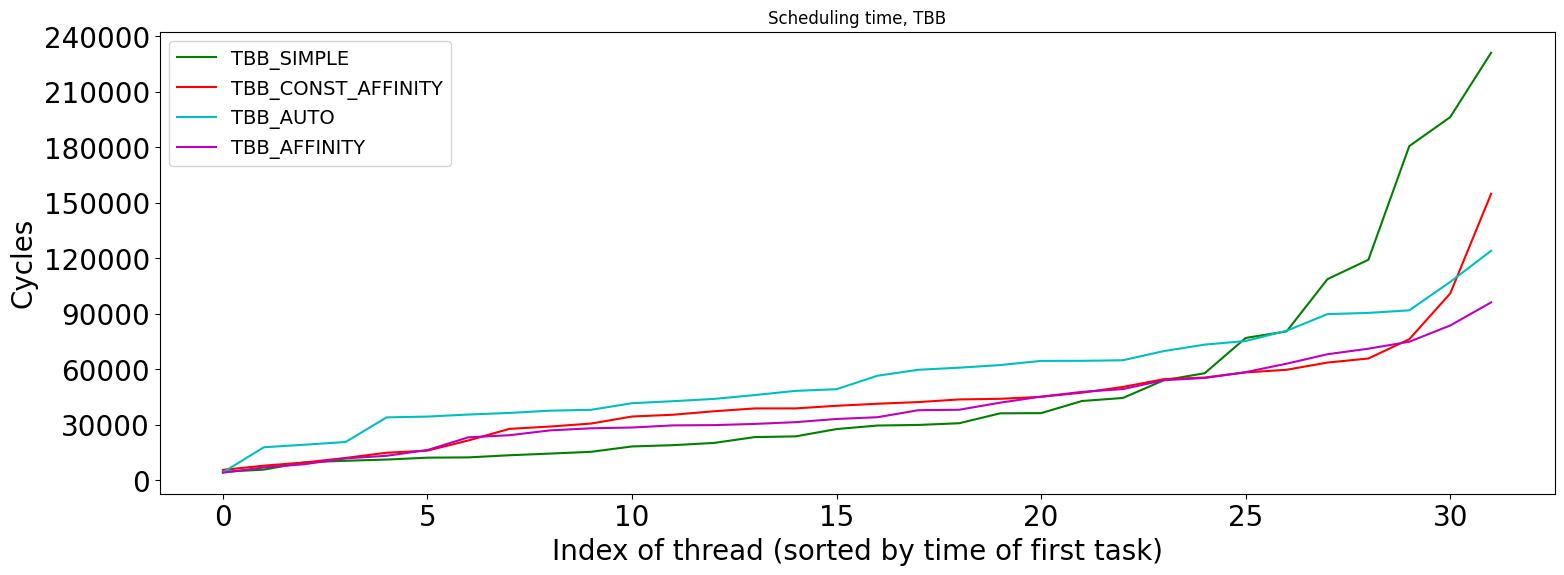 Scheduling time, TBB
240000
210000
180000
150000
120000
90000
60000
30000
0
Cycles
TBB_SIMPLE
TBB_CONST_AFFINITY
TBB_AUTO
TBB_AFFINITY
0 5 10 15 20 25 30
Index of thread (sorted by time of first task)